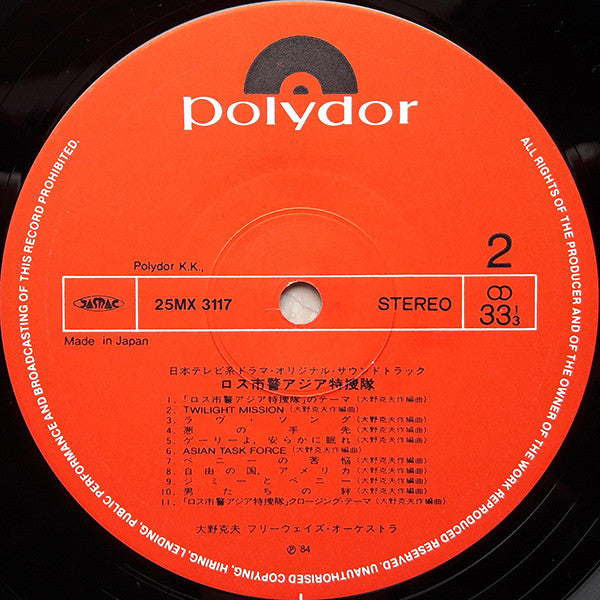 polydor
ALL RIGHTS OF THE PRODUCER AND OF THE OWNER OF THE WORK REPRODUCED RESERVED. UNAUTHORISED COPYING, HIRING, LENDING, PUBLIC PERFORMANCE AND BROADCASTING OF THIS RECORD PROHIBITED.
2
Polydor K.K.,
JASRAC
25MX 3117
STEREO
33 1/3
Made in Japan
日本テレビ系ドラマ・オリジナル・サウンドトラック
ロス市警アジア特捜隊
1. 「ロス市警アジア特捜隊」のテーマ (大野克夫作編曲)
2. TWILIGHT MISSION (大野克夫作編曲)
3. ラヴ・ソング (大野克夫作編曲)
4. 悪の手先 (大野克夫作編曲)
5. ゲーリーよ, 安らかに眠れ (大野克夫作編曲)
6. ASIAN TASK FORCE (大野克夫作編曲)
7. ベニーの苦悩 (大野克夫作編曲)
8. 自由の国, アメリカ (大野克夫作編曲)
9. ジミーとベニー (大野克夫作編曲)
10. 男たちの絆 (大野克夫作編曲)
11. 「ロス市警アジア特捜隊」クロージング・テーマ (大野克夫作編曲)
大野克夫 フリーウェイズ・オーケストラ
℗ '84